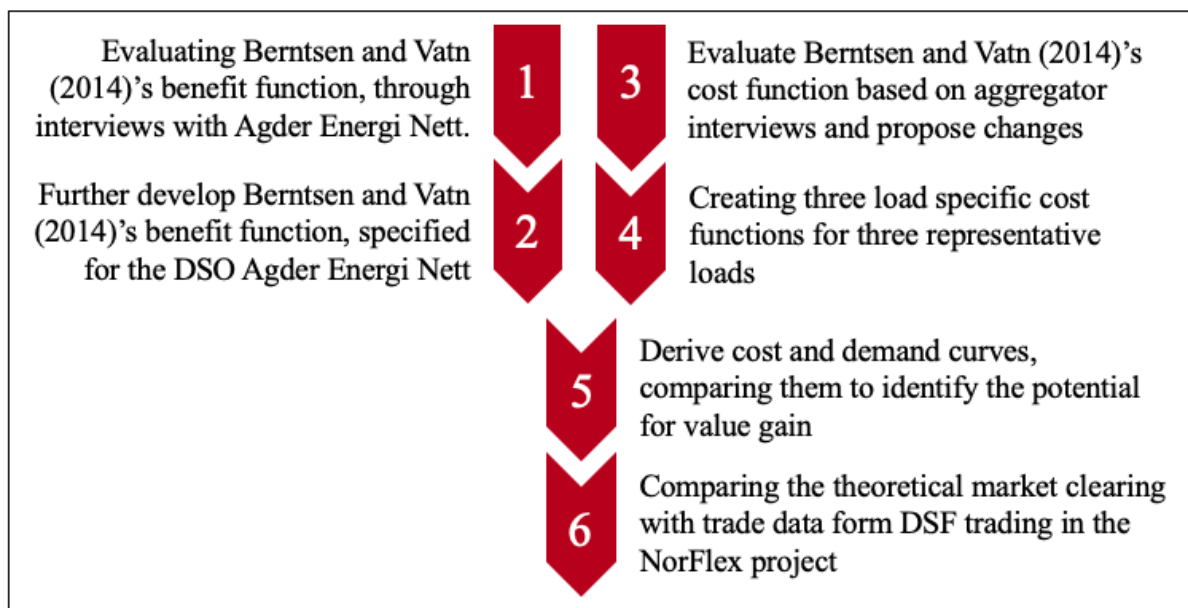 1
Evaluating Berntsen and Vatn
(2014)'s benefit function, through
interviews with Agder Energi Nett.
2
Further develop Berntsen and Vatn
(2014)'s benefit function, specified
for the DSO Agder Energi Nett
3
Evaluate Berntsen and Vatn (2014)'s
cost function based on aggregator
interviews and propose changes
4
Creating three load specific cost
functions for three representative
loads
5
Derive cost and demand curves,
comparing them to identify the potential
for value gain
6
Comparing the theoretical market clearing
with trade data form DSF trading in the
NorFlex project